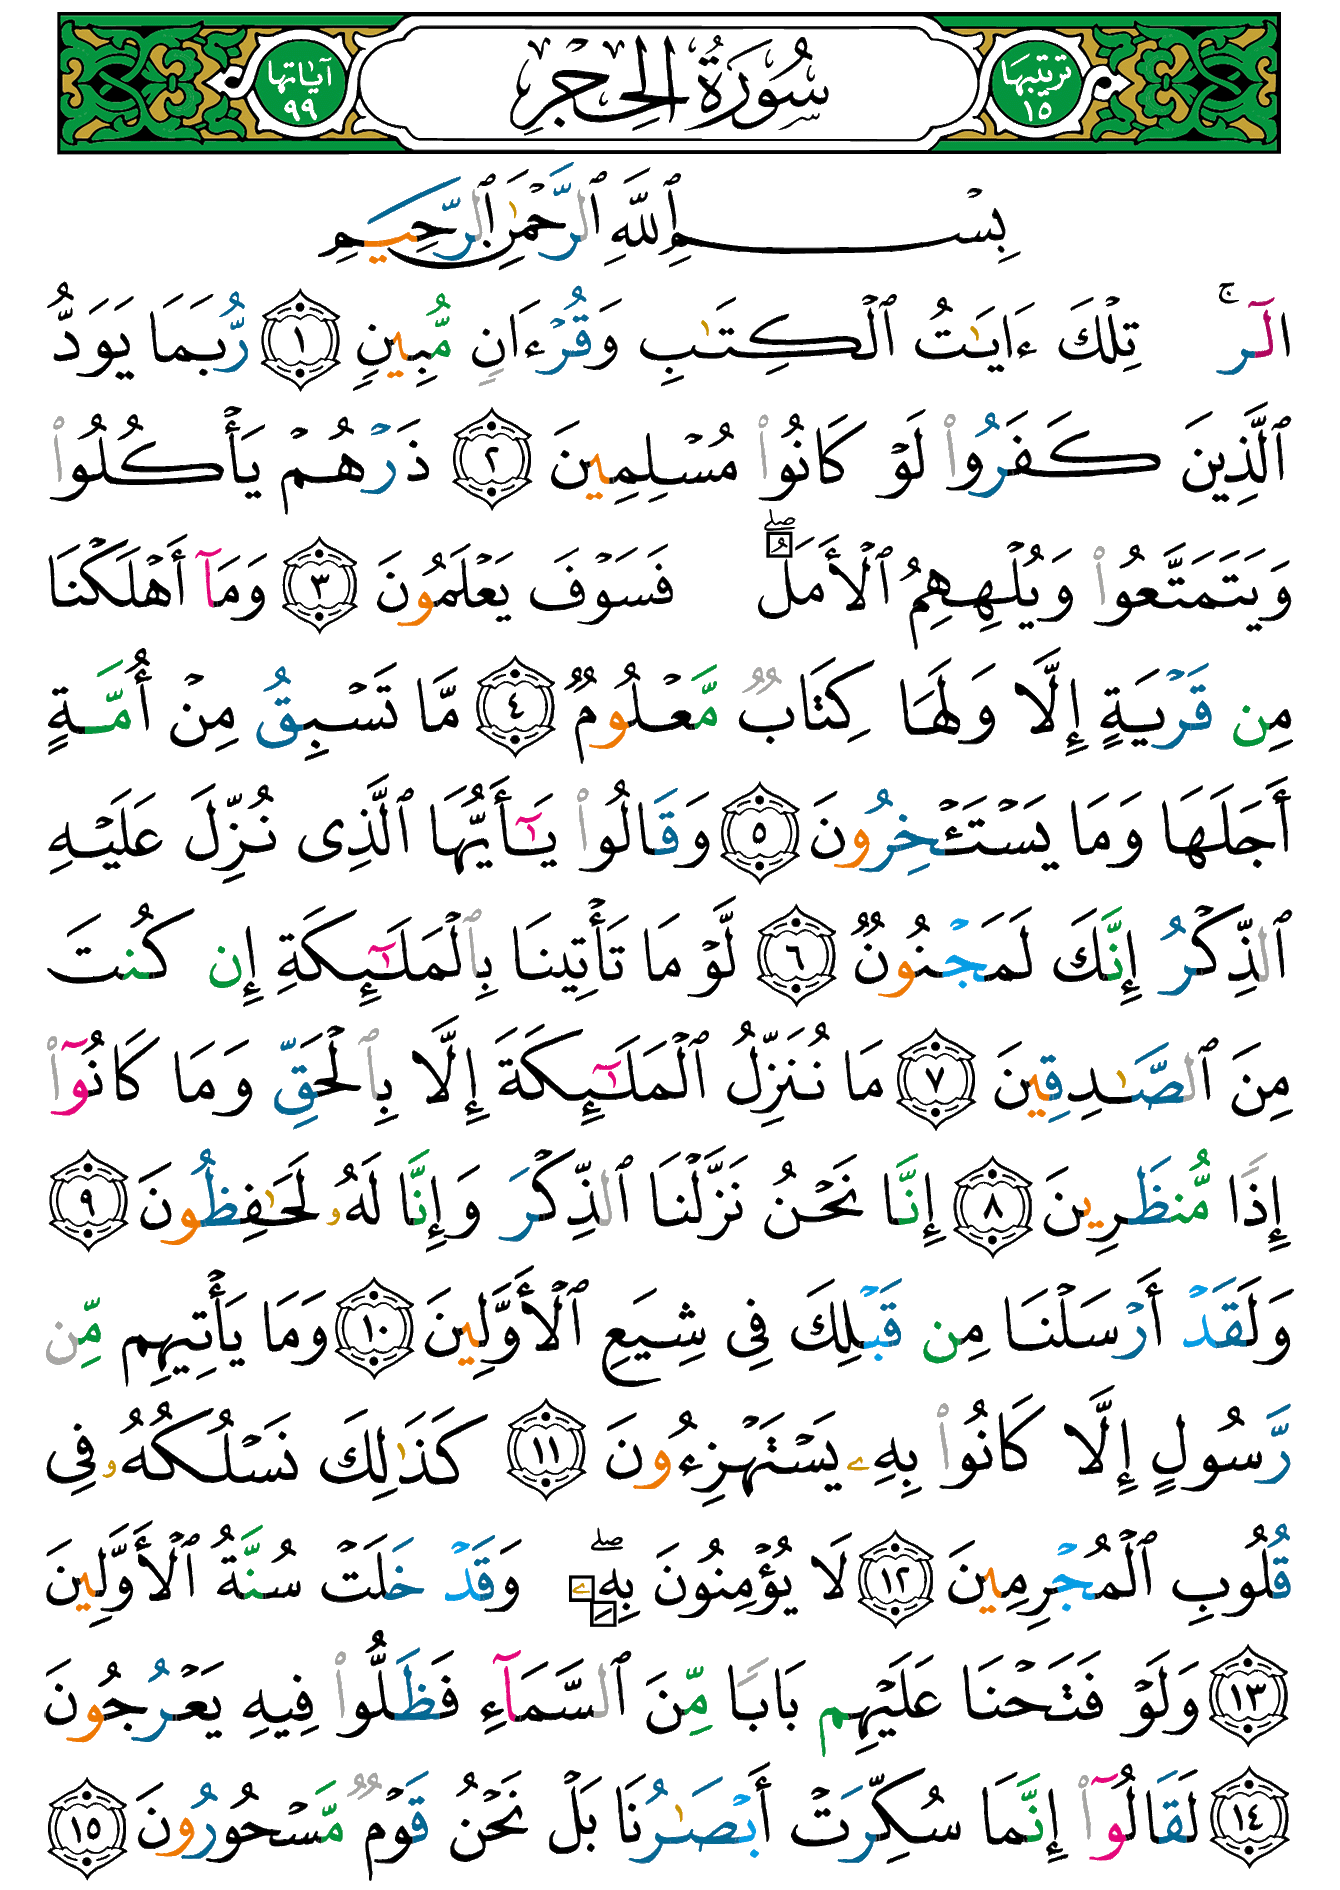 ترتيبها ١٥ سُورَةُ الحِجْرِ آيَاتها ٩٩
بِسْمِ ٱللَّهِ ٱلرَّحْمَٰنِ ٱلرَّحِيمِ
الٓرۚ تِلْكَ ءَايَٰتُ ٱلْكِتَٰبِ وَقُرْءَانٍ مُّبِينٍ ١ رُّبَمَا يَوَدُّ
ٱلَّذِينَ كَفَرُوا۟ لَوْ كَانُوا۟ مُسْلِمِينَ ٢ ذَرْهُمْ يَأْكُلُوا۟
وَيَتَمَتَّعُوا۟ وَيُلْهِهِمُ ٱلْأَمَلُۖ فَسَوْفَ يَعْلَمُونَ ٣ وَمَآ أَهْلَكْنَا
مِن قَرْيَةٍ إِلَّا وَلَهَا كِتَابٌ مَّعْلُومٌ ٤ مَّا تَسْبِقُ مِنْ أُمَّةٍ
أَجَلَهَا وَمَا يَسْتَـْٔخِرُونَ ٥ وَقَالُوا۟ يَٰٓأَيُّهَا ٱلَّذِى نُزِّلَ عَلَيْهِ
ٱلذِّكْرُ إِنَّكَ لَمَجْنُونٌ ٦ لَّوْ مَا تَأْتِينَا بِٱلْمَلَٰٓئِكَةِ إِن كُنتَ
مِنَ ٱلصَّٰدِقِينَ ٧ مَا نُنَزِّلُ ٱلْمَلَٰٓئِكَةَ إِلَّا بِٱلْحَقِّ وَمَا كَانُوٓا۟
إِذًا مُّنظَرِينَ ٨ إِنَّا نَحْنُ نَزَّلْنَا ٱلذِّكْرَ وَإِنَّا لَهُۥ لَحَٰفِظُونَ ٩
وَلَقَدْ أَرْسَلْنَا مِن قَبْلِكَ فِى شِيَعِ ٱلْأَوَّلِينَ ١٠ وَمَا يَأْتِيهِم مِّن
رَّسُولٍ إِلَّا كَانُوا۟ بِهِۦ يَسْتَهْزِءُونَ ١١ كَذَٰلِكَ نَسْلُكُهُۥ فِى
قُلُوبِ ٱلْمُجْرِمِينَ ١٢ لَا يُؤْمِنُونَ بِهِۦۖ وَقَدْ خَلَتْ سُنَّةُ ٱلْأَوَّلِينَ
١٣ وَلَوْ فَتَحْنَا عَلَيْهِم بَابًا مِّنَ ٱلسَّمَآءِ فَظَلُّوا۟ فِيهِ يَعْرُجُونَ
١٤ لَقَالُوٓا۟ إِنَّمَا سُكِّرَتْ أَبْصَٰرُنَا بَلْ نَحْنُ قَوْمٌ مَّسْحُورُونَ ١٥